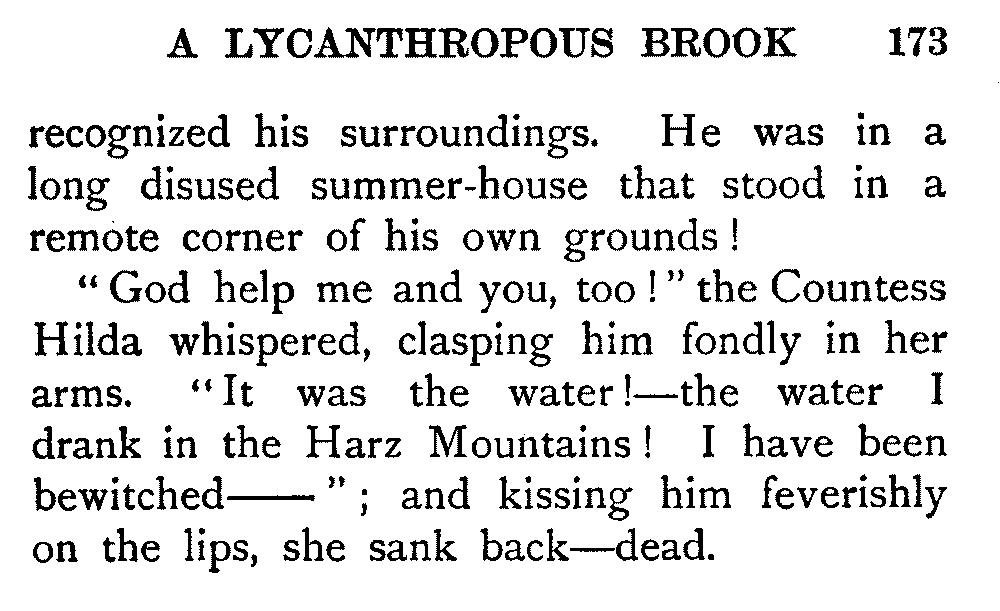 A LYCANTHROPOUS BROOK 173
recognized his surroundings. He was in a
long disused summer-house that stood in a
remote corner of his own grounds!
"God help me and you, too!" the Countess
Hilda whispered, clasping him fondly in her
arms. "It was the water!—the water I
drank in the Harz Mountains! I have been
bewitched—— "; and kissing him feverishly
on the lips, she sank back—dead.